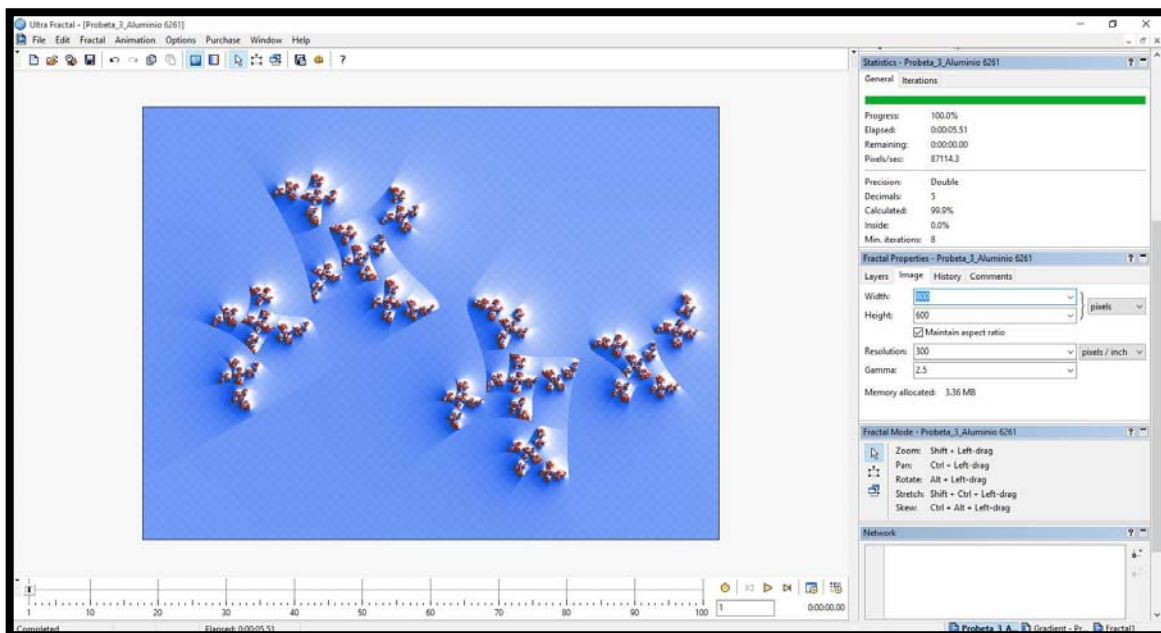 Ultra Fractal - [Probeta_3_Aluminio 6261]
File Edit Fractal Animation Options Purchase Window Help
Statistics - Probeta_3_Aluminio 6261
General Iterations
Progress: 100.0%
Elapsed: 0:00:05.51
Remaining: 0:00:00.00
Pixels/sec: 87114.3
Precision: Double
Decimals: 5
Calculated: 99.9%
Inside: 0.0%
Min. iterations: 8
Fractal Properties - Probeta_3_Aluminio 6261
Layers Image History Comments
Width: 800
Height: 600
pixels
Maintain aspect ratio
Resolution: 300 pixels / inch
Gamma: 2.5
Memory allocated: 3.36 MB
Fractal Mode - Probeta_3_Aluminio 6261
Zoom: Shift + Left-drag
Pan: Ctrl + Left-drag
Rotate: Alt + Left-drag
Stretch: Shift + Ctrl + Left-drag
Skew: Ctrl + Alt + Left-drag
Network
1 10 20 30 40 50 60 70 80 90 100
1 0:00:00.00
Completed Elapsed: 0:00:05.51
Probeta_3_A... Gradient - Pr... Fractal1